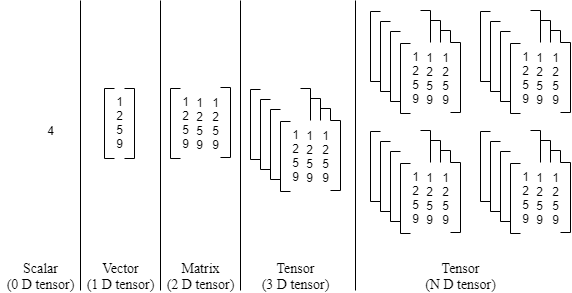 4
1
2
5
9
1 1 1
2 2 2
5 5 5
9 9 9
1 1 1
2 2 2
5 5 5
9 9 9
1 1 1
2 2 2
5 5 5
9 9 9
1 1 1
2 2 2
5 5 5
9 9 9
1 1 1
2 2 2
5 5 5
9 9 9
1 1 1
2 2 2
5 5 5
9 9 9
Scalar
(0 D tensor)
Vector
(1 D tensor)
Matrix
(2 D tensor)
Tensor
(3 D tensor)
Tensor
(N D tensor)